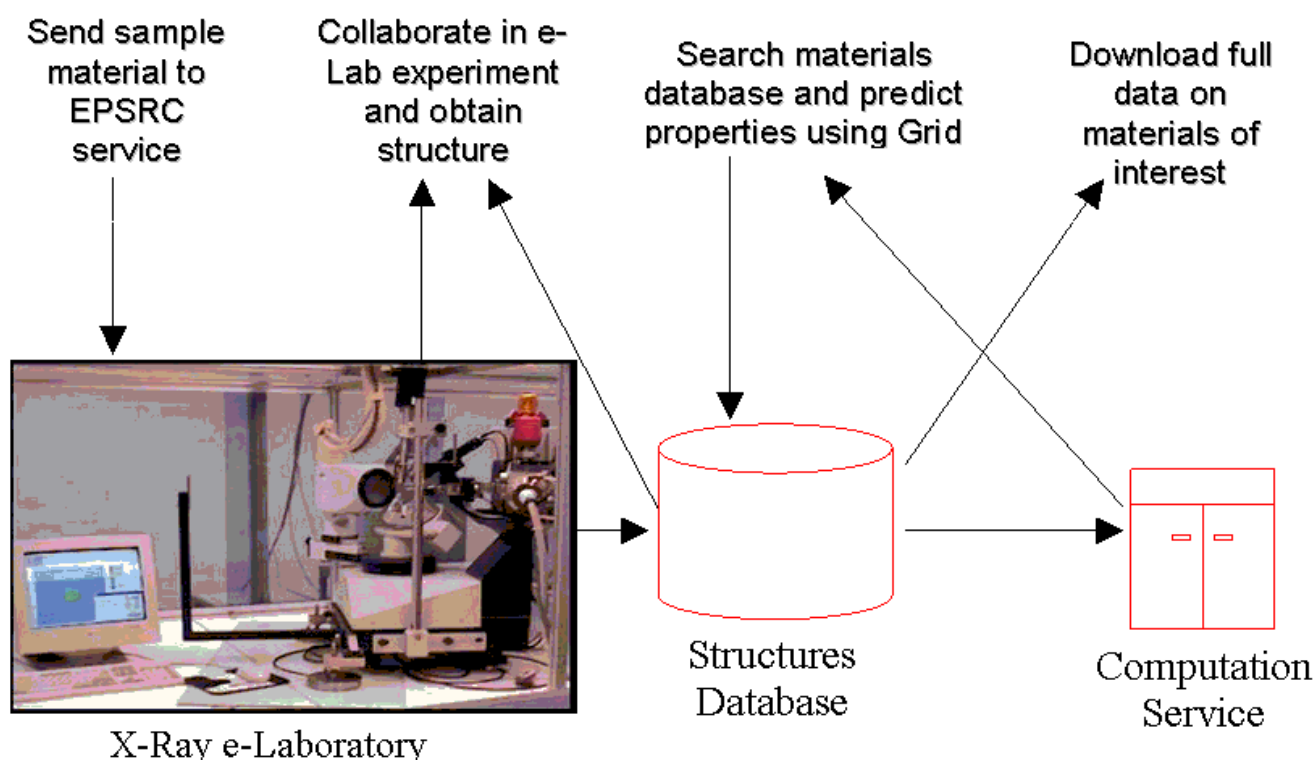 Send sample
material to
EPSRC
service
Collaborate in e-
Lab experiment
and obtain
structure
Search materials
database and predict
properties using Grid
Download full
data on
materials of
interest
X-Ray e-Laboratory
Structures
Database
Computation
Service